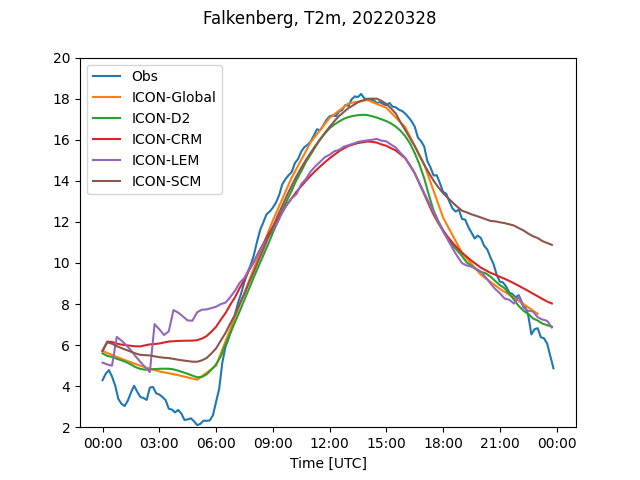 Falkenberg, T2m, 20220328
20
18
16
14
12
10
8
6
4
2
Obs
ICON-Global
ICON-D2
ICON-CRM
ICON-LEM
ICON-SCM
00:00 03:00 06:00 09:00 12:00 15:00 18:00 21:00 00:00
Time [UTC]